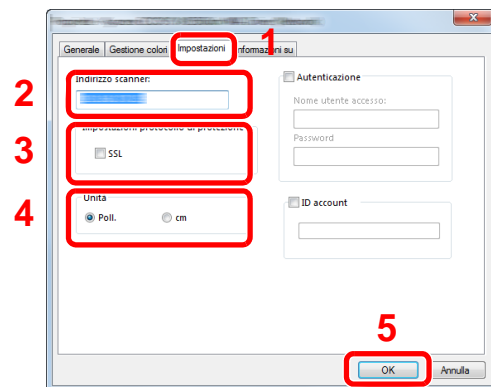 Generale Gestione colori Impostazioni Informazioni su
1
2
Indirizzo scanner:
3
Impostazioni protocollo di protezione
SSL
4
Unità
Poll. cm
Autenticazione
Nome utente accesso:
Password
ID account
5
OK Annulla